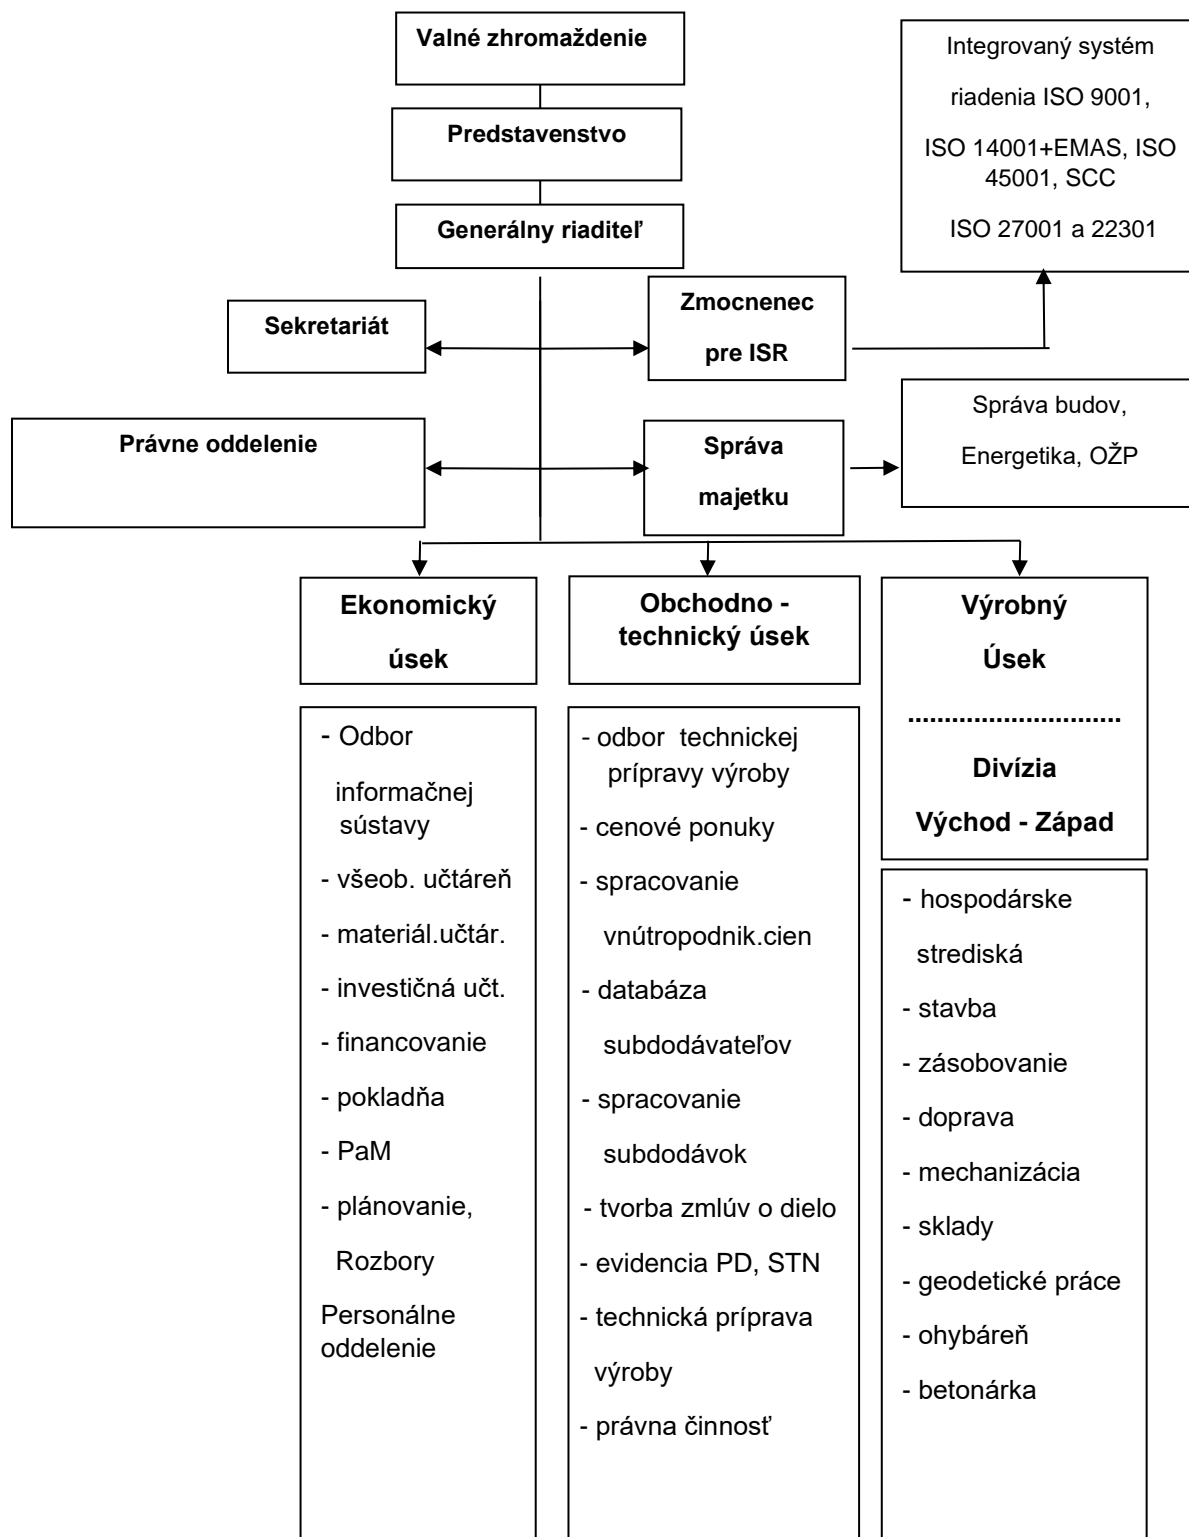 Valné zhromaždenie
Predstavenstvo
Generálny riaditeľ
Integrovaný systém
riadenia ISO 9001,
ISO 14001+EMAS, ISO
45001, SCC
ISO 27001 a 22301
Sekretariát
Zmocnenec
pre ISR
Právne oddelenie
Správa
majetku
Správa budov,
Energetika, OŽP
Ekonomický
úsek
Obchodno -
technický úsek
Výrobný
Úsek
.............................
Divízia
Východ - Západ
- Odbor
informačnej
sústavy
- všeob. učtáreň
- materiál.učtár.
- investičná učt.
- financovanie
- pokladňa
- PaM
- plánovanie,
Rozbory
Personálne
oddelenie
- odbor technickej
prípravy výroby
- cenové ponuky
- spracovanie
vnútropodnik.cien
- databáza
subdodávateľov
- spracovanie
subdodávok
- tvorba zmlúv o dielo
- evidencia PD, STN
- technická príprava
výroby
- právna činnosť
- hospodárske
strediská
- stavba
- zásobovanie
- doprava
- mechanizácia
- sklady
- geodetické práce
- ohybáreň
- betonárka